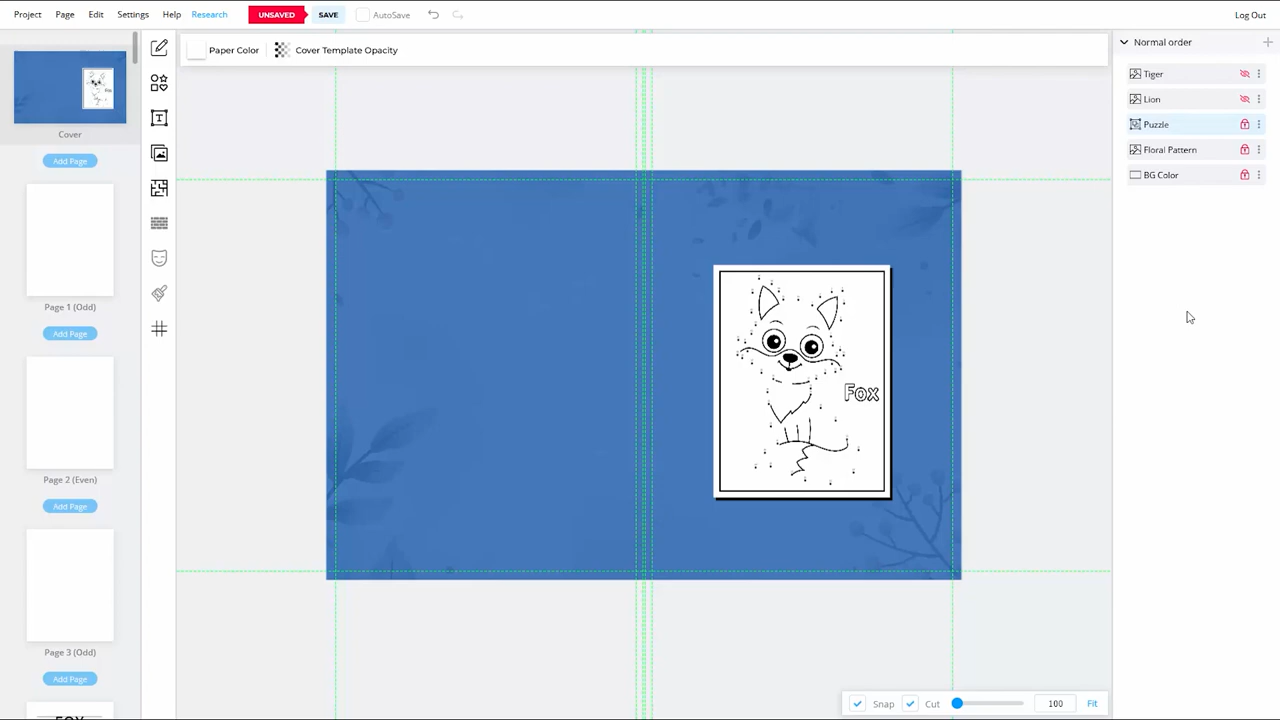 Project Page Edit Settings Help Research UNSAVED SAVE AutoSave Log Out
Paper Color Cover Template Opacity
Normal order
Tiger
Lion
Puzzle
Floral Pattern
BG Color
Cover
Add Page
Page 1 (Odd)
Add Page
Page 2 (Even)
Add Page
Page 3 (Odd)
Add Page
FOX
Fox
Snap Cut 100 Fit